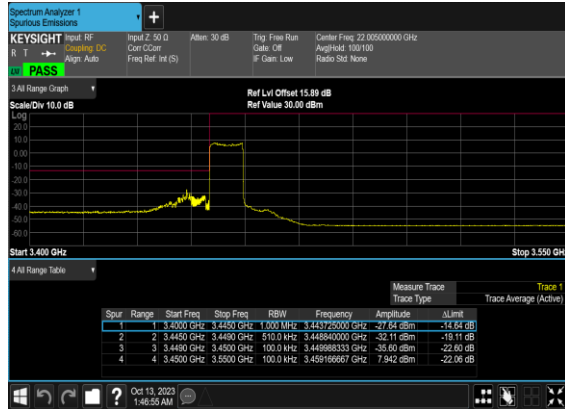 Spectrum Analyzer 1
Spurious Emissions
+
KEYSIGHT Input: RF Input Z: 50 Ω Atten: 30 dB Trig: Free Run Center Freq: 22.005000000 GHz
R T Coupling: DC Corr CCorr Gate: Off Avg|Hold: 100/100
Align: Auto Freq Ref: Int (S) IF Gain: Low Radio Std: None
PASS
3 All Range Graph
Ref Lvl Offset 15.89 dB
Scale/Div 10.0 dB Ref Value 30.00 dBm
Log
20.0
10.0
0.00
-10.0
-20.0
-30.0
-40.0
-50.0
-60.0
Start 3.400 GHz Stop 3.550 GH
4 All Range Table
Measure Trace Trace 1
Trace Type Trace Average (Active)
Spur Range Start Freq Stop Freq RBW Frequency Amplitude ΔLimit
1 1 3.4000 GHz 3.4450 GHz 1.000 MHz 3.443725000 GHz -27.64 dBm -14.64 dB
2 2 3.4450 GHz 3.4490 GHz 510.0 kHz 3.448840000 GHz -32.11 dBm -19.11 dB
3 3 3.4490 GHz 3.4500 GHz 100.0 kHz 3.449988333 GHz -35.60 dBm -22.60 dB
4 4 3.4500 GHz 3.5500 GHz 100.0 kHz 3.459166667 GHz 7.942 dBm -22.06 dB
? Oct 13, 2023
1:46:55 AM